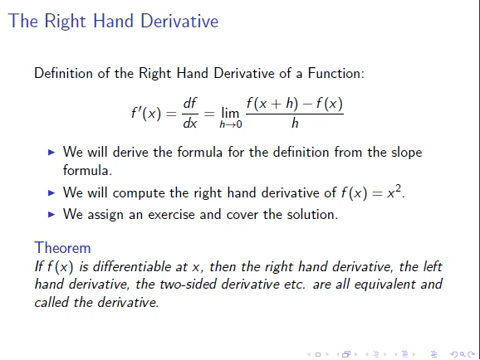 The Right Hand Derivative
Definition of the Right Hand Derivative of a Function:
f′(x) = df/dx = lim h→0 f(x + h) − f(x) / h
▶ We will derive the formula for the definition from the slope
formula.
▶ We will compute the right hand derivative of f(x) = x².
▶ We assign an exercise and cover the solution.
Theorem
If f(x) is differentiable at x, then the right hand derivative, the left
hand derivative, the two-sided derivative etc. are all equivalent and
called the derivative.